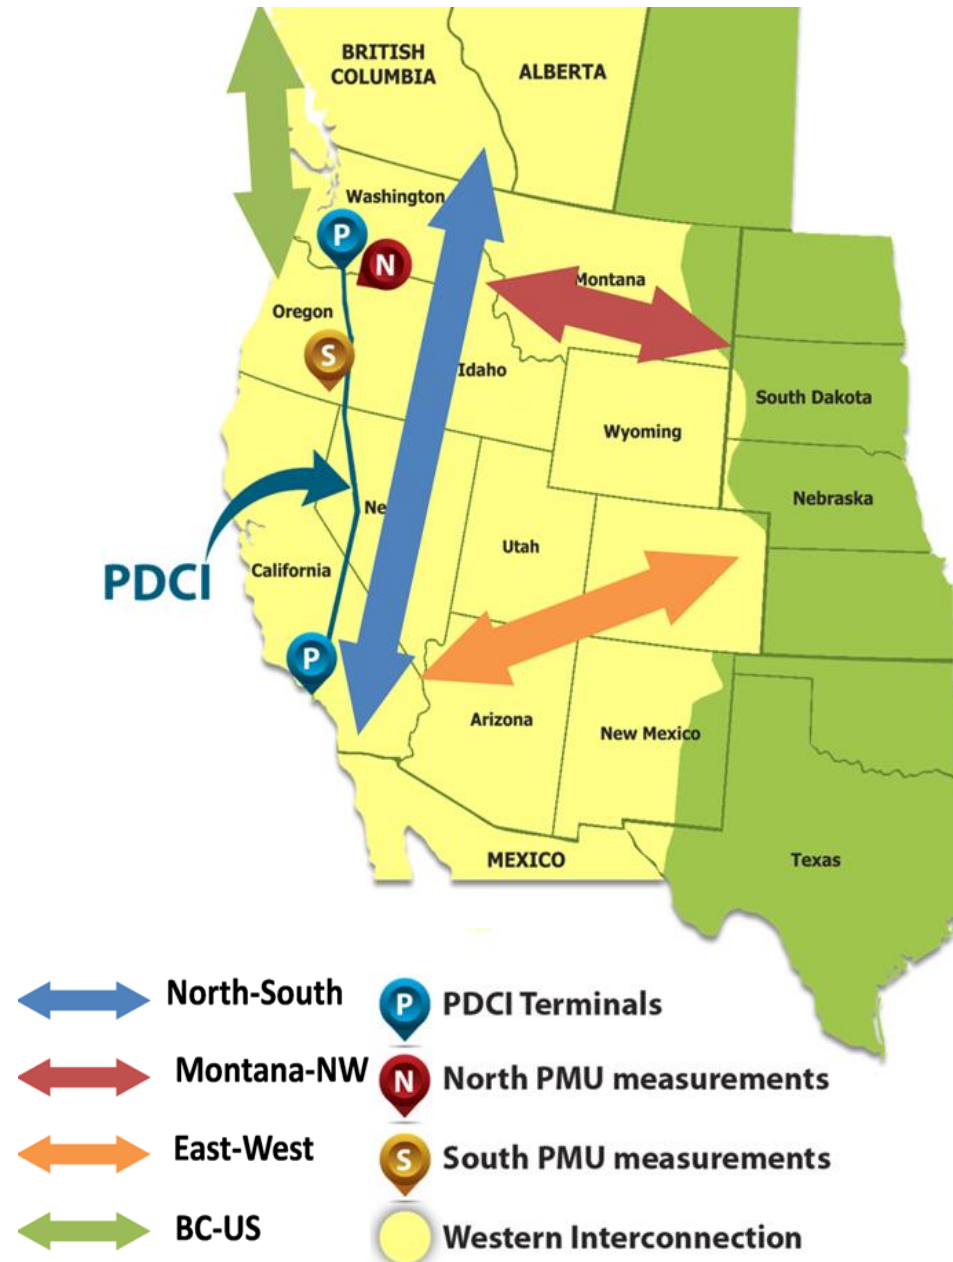 BRITISH
COLUMBIA
ALBERTA
Washington
P
N
Montana
Oregon
S
Idaho
South Dakota
Wyoming
Nebraska
Ne
Utah
California
PDCI
P
Arizona
New Mexico
MEXICO
Texas
North-South
P PDCI Terminals
Montana-NW
N North PMU measurements
East-West
S South PMU measurements
BC-US
Western Interconnection